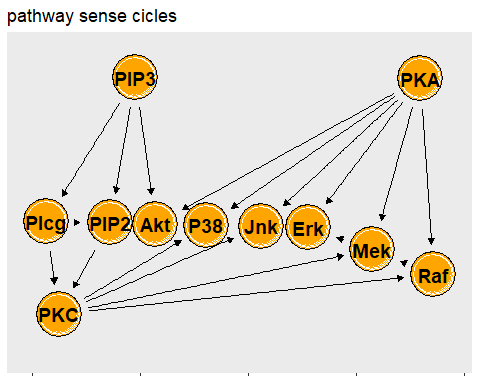 pathway sense cicles
PIP3
PKA
Plcg
PIP2
Akt
P38
Jnk
Erk
Mek
Raf
PKC